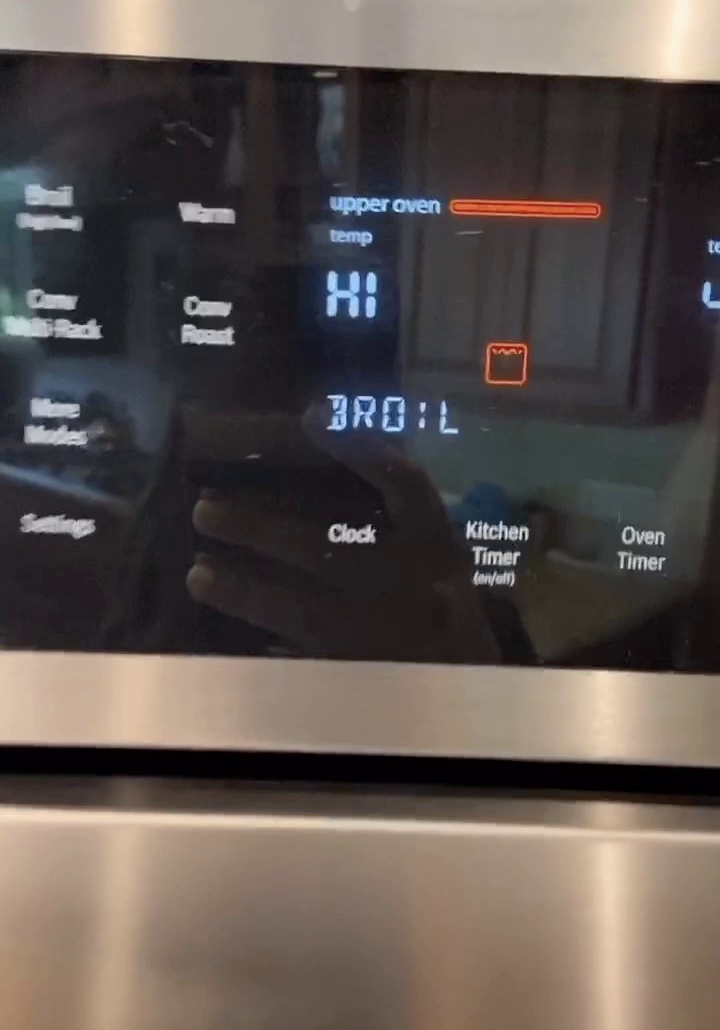 Broil
Warm
upper oven
temp
HI
Conv
Multi Rack
Conv
Roast
BROIL
More
Modes
Settings
Clock
Kitchen
Timer
(on/off)
Oven
Timer